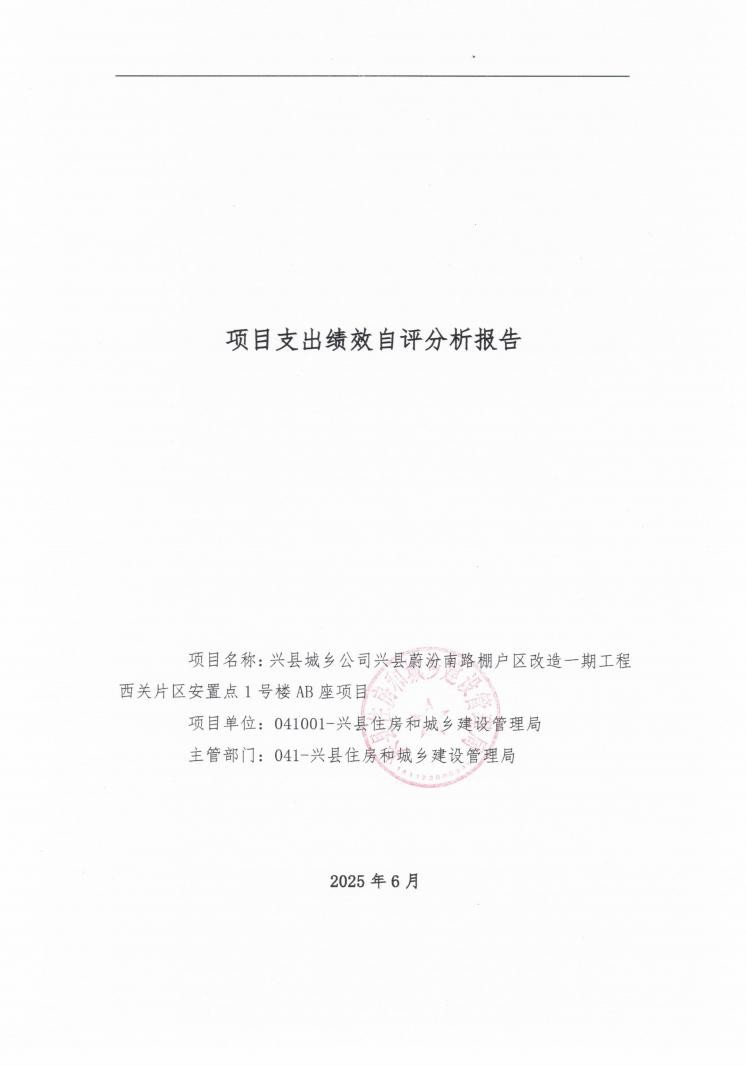 项目支出绩效自评分析报告
项目名称：兴县城乡公司兴县蔚汾南路棚户区改造一期工程
西关片区安置点1号楼AB座项目
项目单位：041001-兴县住房和城乡建设管理局
主管部门：041-兴县住房和城乡建设管理局
2025年6月